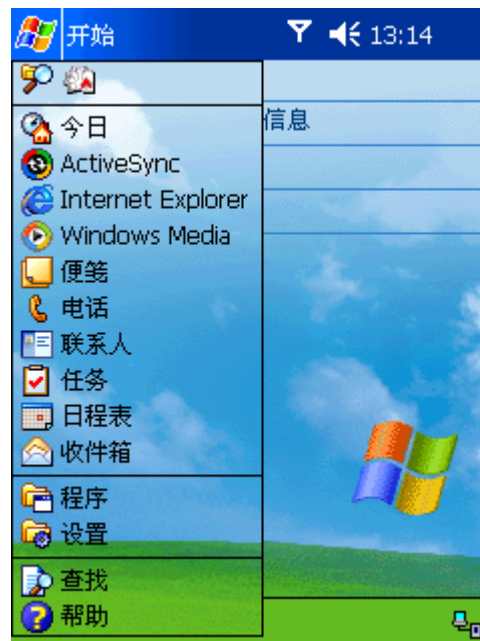 开始 13:14
今日
信息
ActiveSync
Internet Explorer
Windows Media
便笺
电话
联系人
任务
日程表
收件箱
程序
设置
查找
帮助